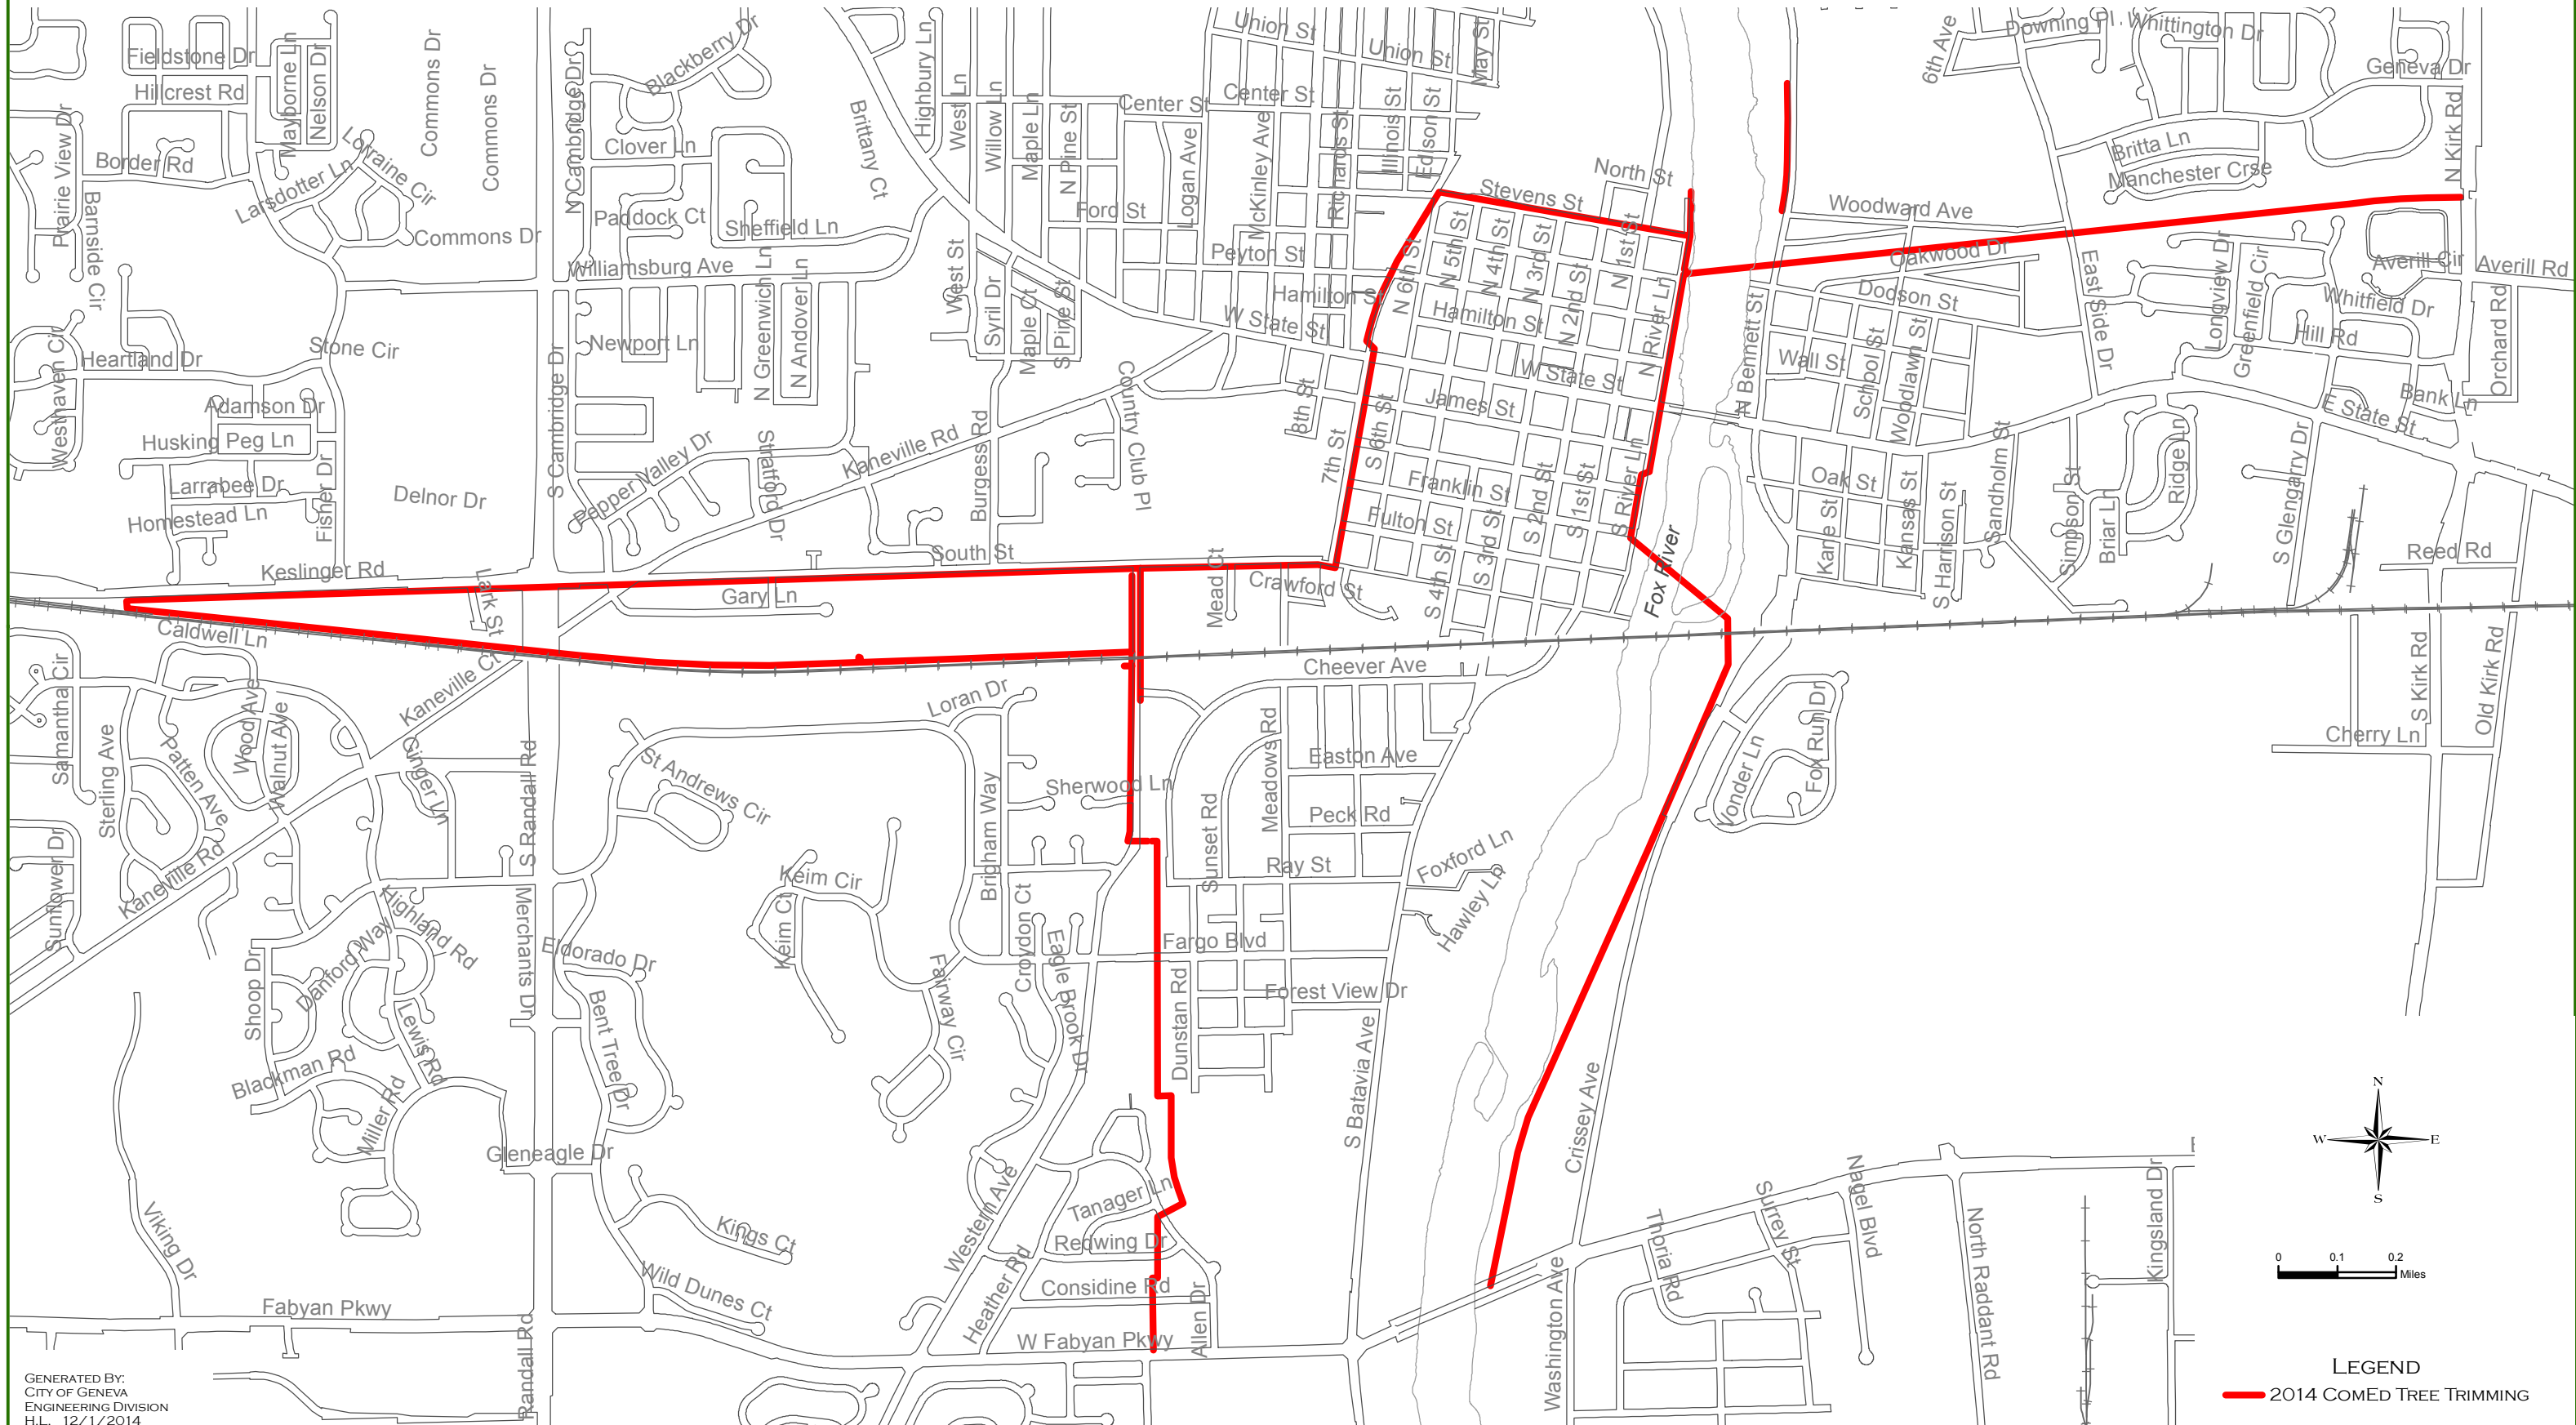 Union St
Downing Pl
Whittington Dr
Fieldstone Dr
Mayborne Ln
Nelson Dr
Commons Dr
Commons Dr
N Cambridge Dr
Blackberry Dr
Highbury Ln
Union St
May St
6th Ave
Geneva Dr
Hillcrest Rd
Brittany Ct
West Ln
Willow Ln
Maple Ln
N Pine St
Center St
Center St
Illinois St
Edison St
N Kirk Rd
Prairie View Dr
Border Rd
Lorraine Cir
Larsdotter Ln
Clover Ln
Logan Ave
McKinley Ave
Richards St
North St
Britta Ln
Manchester Crse
Barnside Cir
Commons Dr
Paddock Ct
Sheffield Ln
Ford St
Stevens St
Woodward Ave
Williamsburg Ave
N Greenwich Ln
N Andover Ln
West St
Syril Dr
Maple Ct
S Pine St
Peyton St
Hamilton St
W State St
N 6th St
N 5th St
N 4th St
N 3rd St
N 2nd St
N 1st St
N River Ln
Hamilton St
Oakwood Dr
Dodson St
East Side Dr
Longview Dr
Greenfield Cir
Averill Cir
Averill Rd
Whitfield Dr
Hill Rd
Orchard Rd
Westhaven Cir
Heartland Dr
Stone Cir
Newport Ln
S Cambridge Dr
Country Club Pl
8th St
James St
W State St
N Bennett St
Wall St
School St
Woodlawn St
Bank Ln
E State St
Adamson Dr
Husking Peg Ln
Larrabee Dr
Homestead Ln
Fisher Dr
Delnor Dr
Pepper Valley Dr
Stratford Dr
Kaneville Rd
Burgess Rd
7th St
S 6th St
Franklin St
Fulton St
S 4th St
S 3rd St
S 2nd St
S 1st St
S River Ln
Fox River
Oak St
Kane St
Kansas St
S Harrison St
Sandholm St
Simpson St
Briar Ln
Ridge Ln
S Glengarry Dr
Reed Rd
Keslinger Rd
South St
Lark St
Gary Ln
Mead Ct
Crawford St
Caldwell Ln
Samantha Cir
Kaneville Ct
Loran Dr
Cheever Ave
S Kirk Rd
Old Kirk Rd
Cherry Ln
Sterling Ave
Patten Ave
Wood Ave
Walnut Ave
Ginger Ln
S Randall Rd
St Andrews Cir
Brigham Way
Sherwood Ln
Sunset Rd
Meadows Rd
Easton Ave
Peck Rd
Ray St
Foxford Ln
Hawley Ln
Vonder Ln
Fox Run Dr
Sunflower Dr
Kaneville Rd
Highland Rd
Merchants Dr
Keim Cir
Keim Ct
Croydon Ct
Eagle Brook Dr
Fargo Blvd
Shoop Dr
Danford Way
Lewis Rd
Eldorado Dr
Bent Tree Dr
Fairway Cir
Dunstan Rd
Forest View Dr
S Batavia Ave
Crissey Ave
Blackman Rd
Miller Rd
Gleneagle Dr
Viking Dr
Kings Ct
Western Ave
Tanager Ln
Redwing Dr
Heather Rd
Considine Rd
Allen Dr
Wild Dunes Ct
Fabyan Pkwy
W Fabyan Pkwy
Randall Rd
Washington Ave
Thoria Rd
Surrey St
Nagel Blvd
North Raddant Rd
Kingsland Dr
N
W
E
S
0 0.1 0.2
Miles
Legend
2014 ComEd Tree Trimming
Generated By:
City of Geneva
Engineering Division
H.L. 12/1/2014